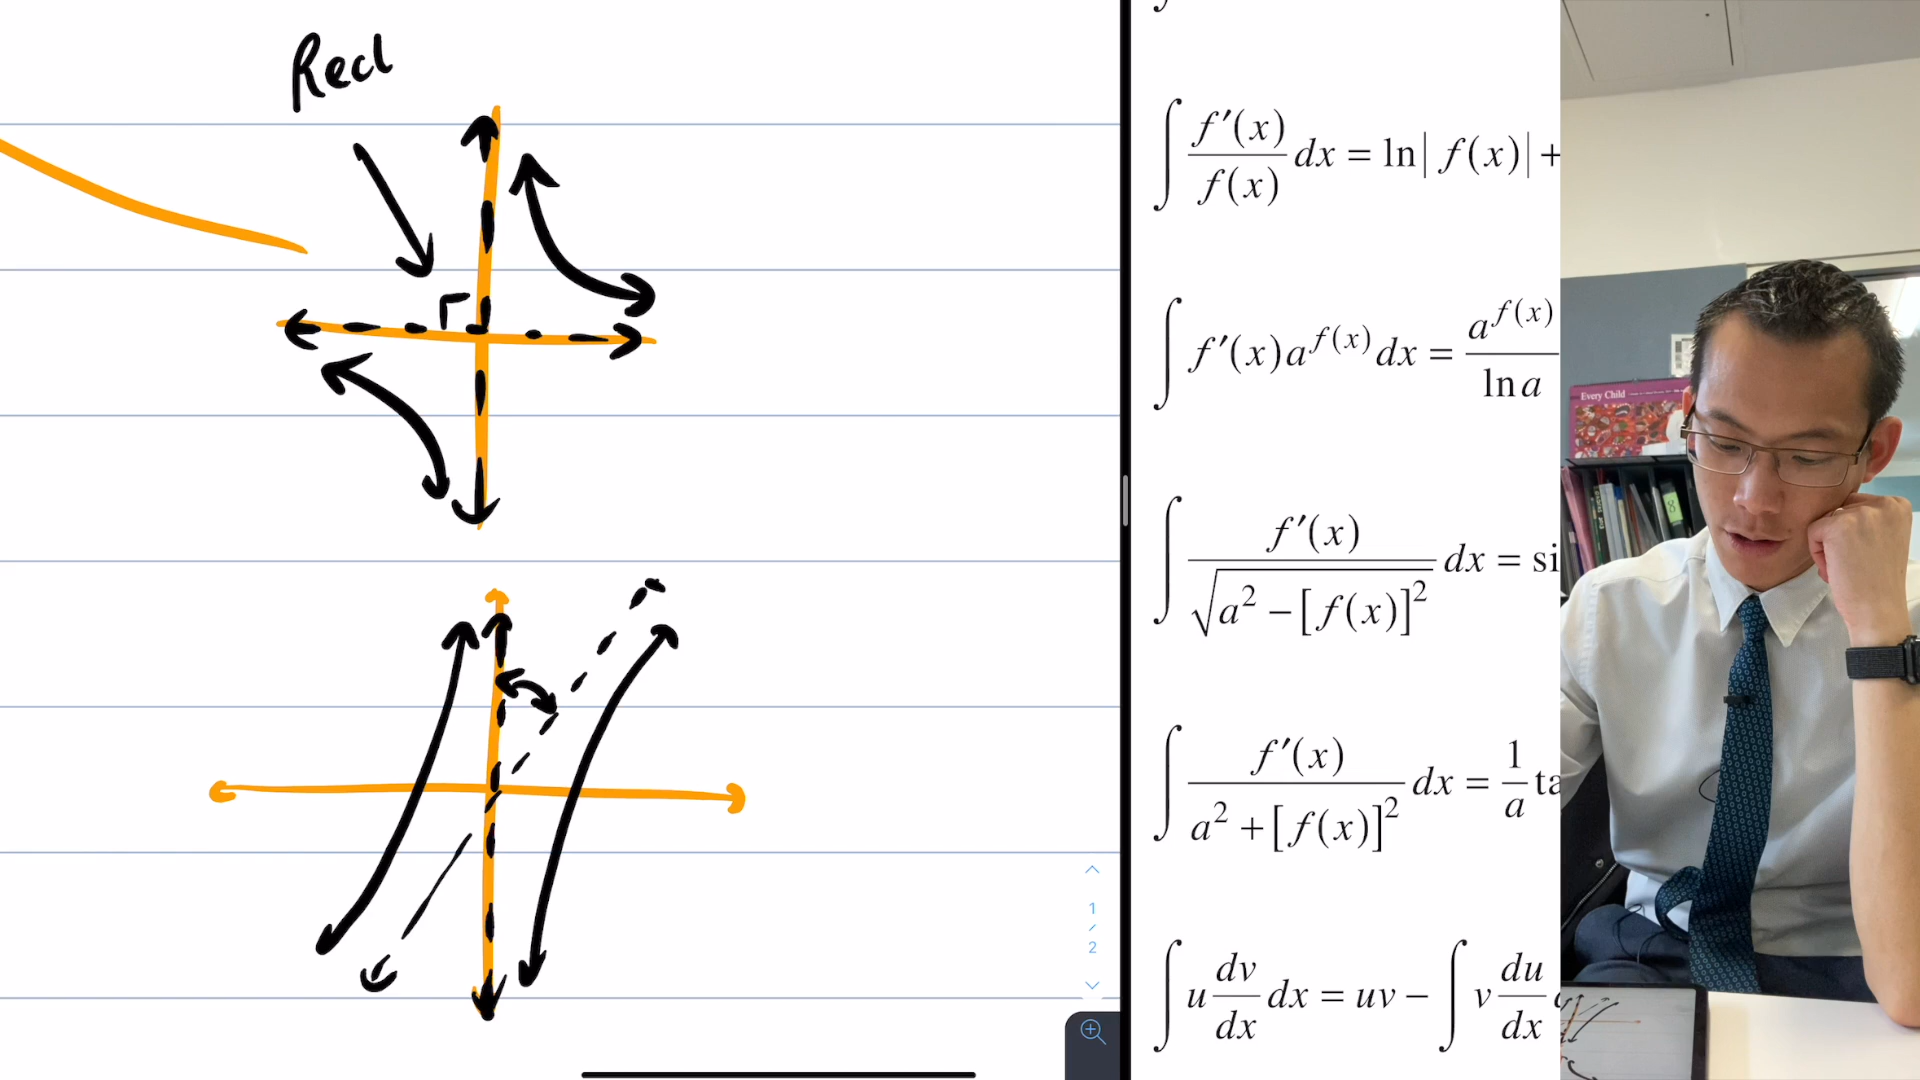 Recl
∫ f′(x)/f(x) dx = ln| f(x)| +
∫ f′(x)a^f(x) dx = a^f(x)/ln a
∫ f′(x)/√(a² − [f(x)]²) dx = si
∫ f′(x)/(a² + [f(x)]²) dx = 1/a ta
∫ u dv/dx dx = uv − ∫ v du/dx
1
/
2
Every Child